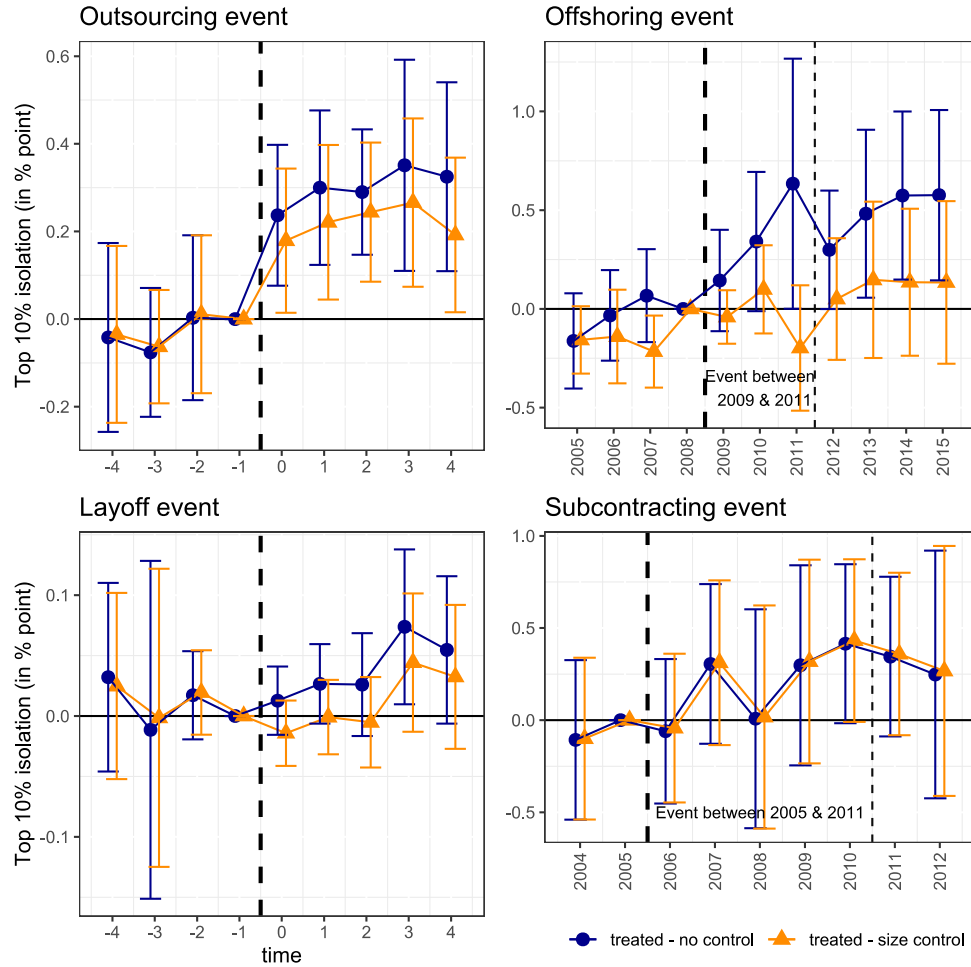 Outsourcing event
Top 10% isolation (in % point)
0.6
0.4
0.2
0.0
-0.2
-4 -3 -2 -1 0 1 2 3 4
Offshoring event
1.0
0.5
0.0
-0.5
Event between
2009 & 2011
2005 2006 2007 2008 2009 2010 2011 2012 2013 2014 2015
Layoff event
Top 10% isolation (in % point)
0.1
0.0
-0.1
-4 -3 -2 -1 0 1 2 3 4
time
Subcontracting event
1.0
0.5
0.0
-0.5
Event between 2005 & 2011
2004 2005 2006 2007 2008 2009 2010 2011 2012
treated - no control treated - size control